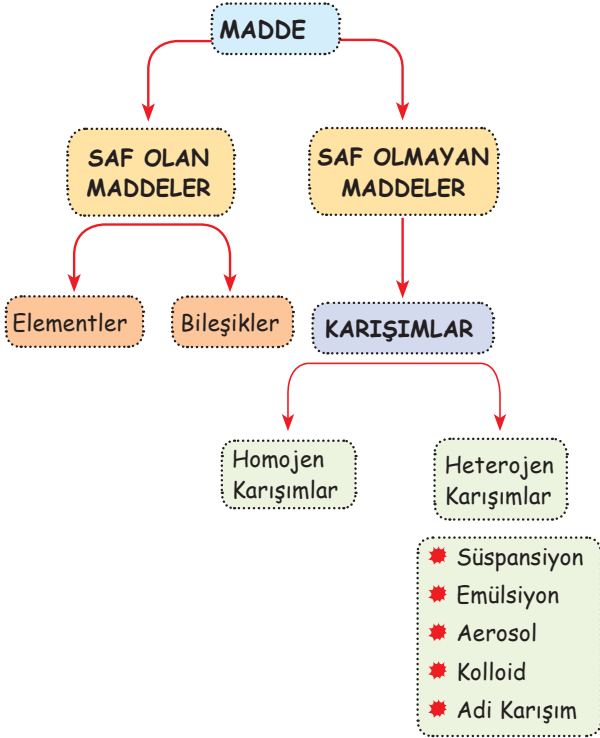 MADDE
SAF OLAN
MADDELER
SAF OLMAYAN
MADDELER
Elementler
Bileşikler
KARIŞIMLAR
Homojen
Karışımlar
Heterojen
Karışımlar
Süspansiyon
Emülsiyon
Aerosol
Kolloid
Adi Karışım